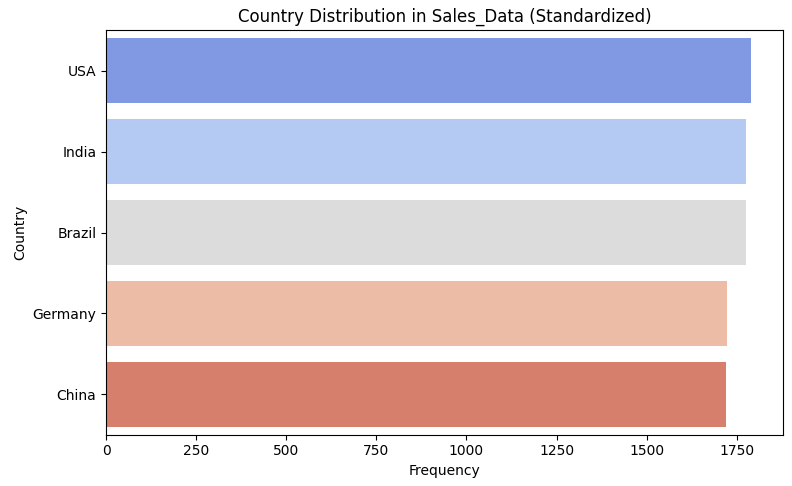 Country Distribution in Sales_Data (Standardized)
USA
India
Brazil
Germany
China
Country
0 250 500 750 1000 1250 1500 1750
Frequency